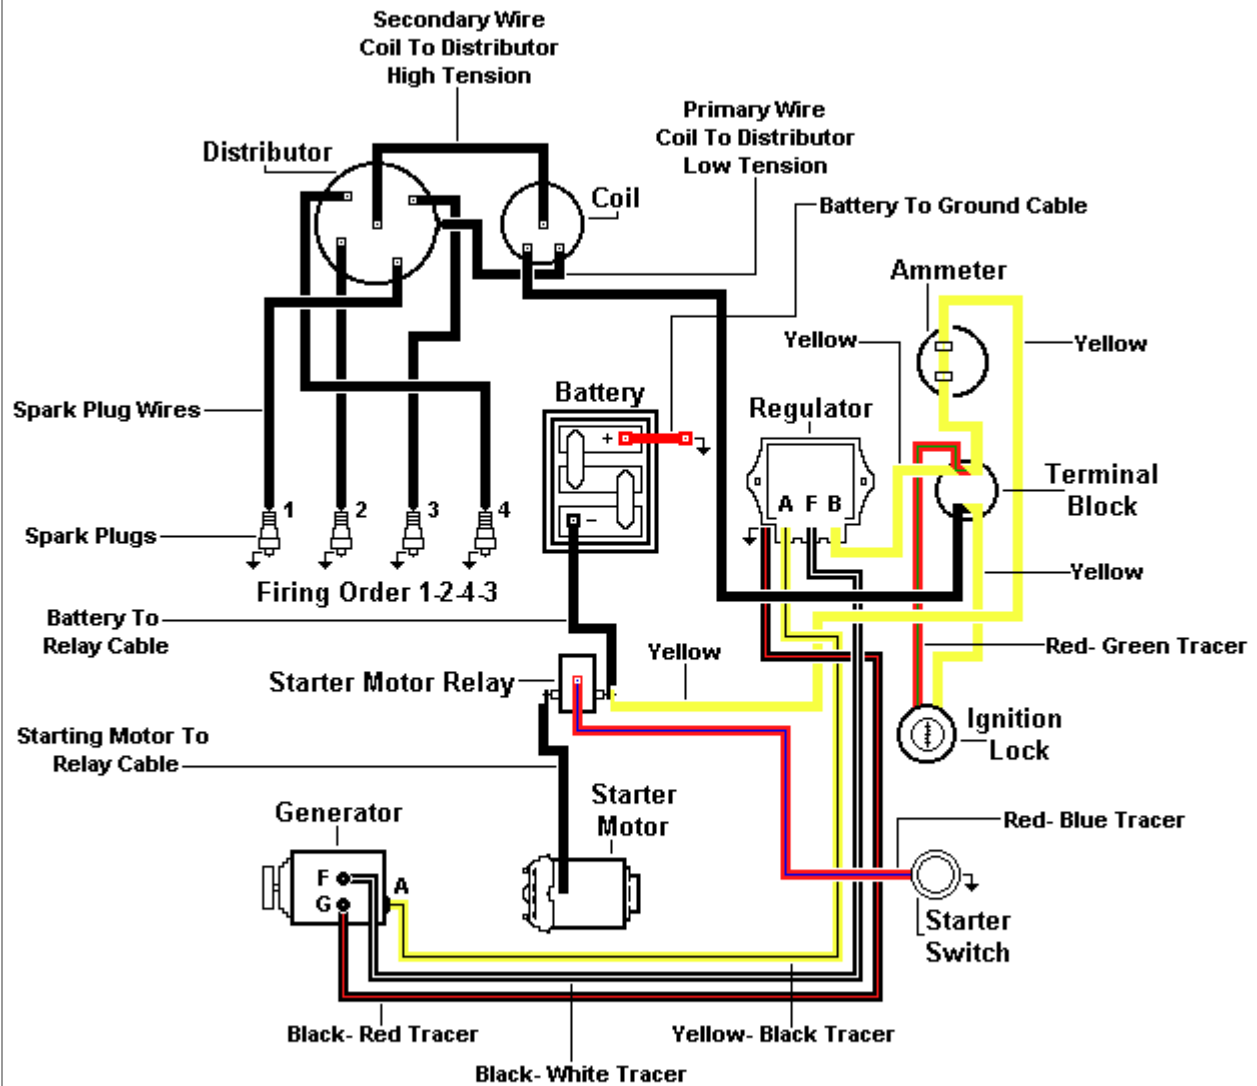 Secondary Wire
Coil To Distributor
High Tension
Primary Wire
Coil To Distributor
Low Tension
Distributor
Coil
Battery To Ground Cable
Ammeter
Yellow
Yellow
Battery
Regulator
Spark Plug Wires
+
Terminal
Block
A F B
1 2 3 4
−
Spark Plugs
Yellow
Firing Order 1-2-4-3
Battery To
Relay Cable
Yellow
Red- Green Tracer
Starter Motor Relay
Ignition
Lock
Starting Motor To
Relay Cable
Starter
Motor
Generator
Red- Blue Tracer
F
A
G
Starter
Switch
Black- Red Tracer
Yellow- Black Tracer
Black- White Tracer